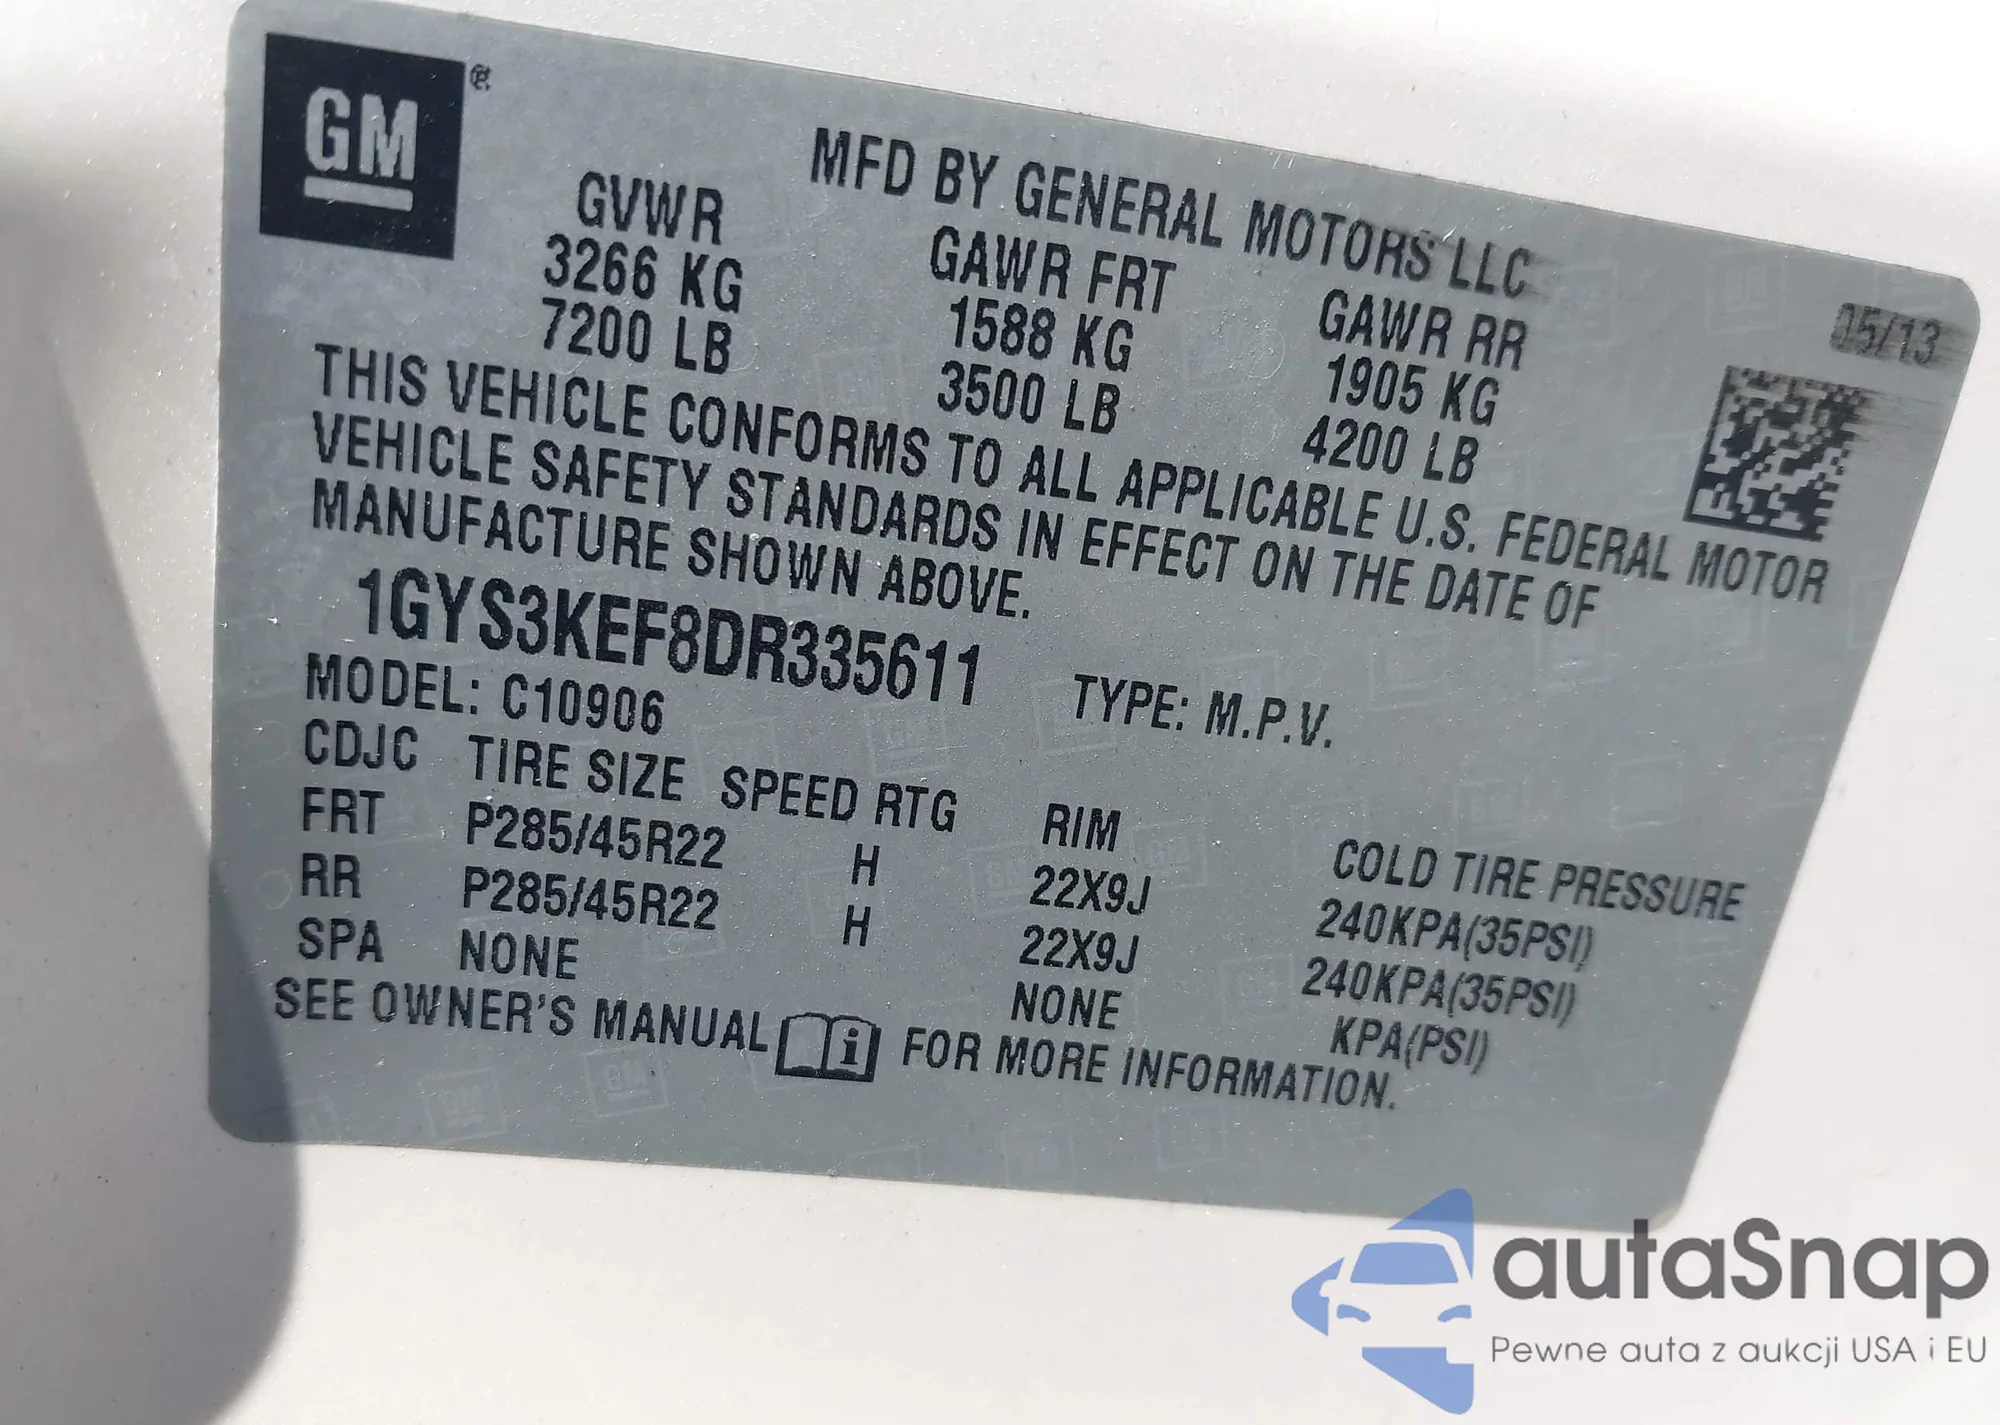 GM®
MFD BY GENERAL MOTORS LLC
05/13
GVWR GAWR FRT GAWR RR
3266 KG 1588 KG 1905 KG
7200 LB 3500 LB 4200 LB
THIS VEHICLE CONFORMS TO ALL APPLICABLE U.S. FEDERAL MOTOR
VEHICLE SAFETY STANDARDS IN EFFECT ON THE DATE OF
MANUFACTURE SHOWN ABOVE.
1GYS3KEF8DR335611 TYPE: M.P.V.
MODEL: C10906
CDJC TIRE SIZE SPEED RTG RIM COLD TIRE PRESSURE
FRT P285/45R22 H 22X9J 240KPA(35PSI)
RR P285/45R22 H 22X9J 240KPA(35PSI)
SPA NONE NONE KPA(PSI)
SEE OWNER'S MANUAL i FOR MORE INFORMATION.
autaSnap
Pewne auta z aukcji USA i EU